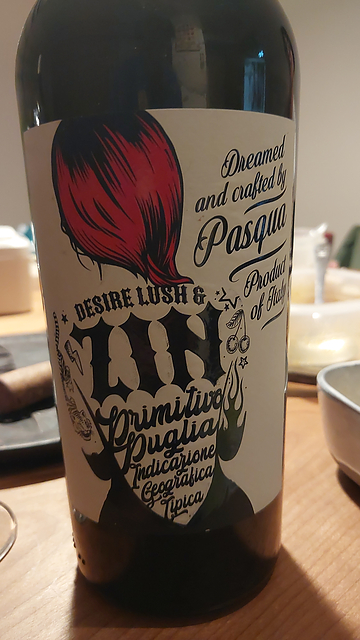 Dreamed
and crafted by
Pasqua
Product
of Italy
DESIRE LUSH &
ZIN
Primitivo
Puglia
Indicazione
Geografica
Tipica